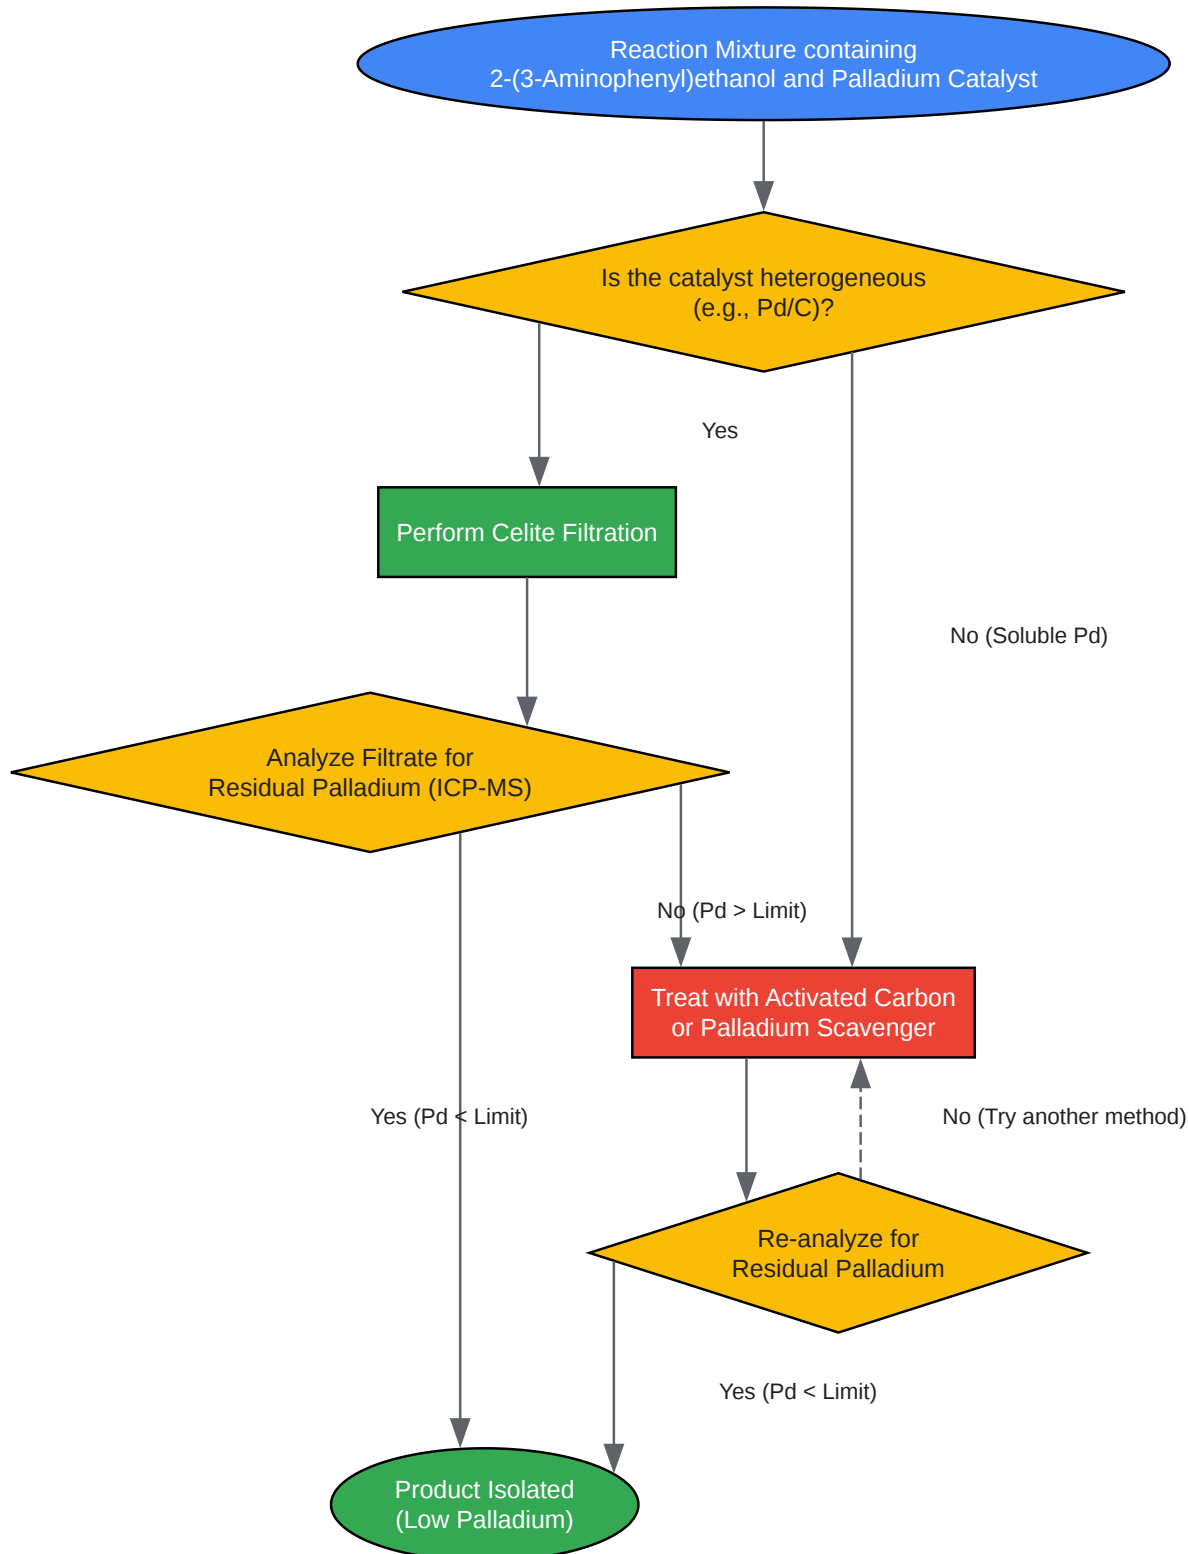 Reaction Mixture containing
2-(3-Aminophenyl)ethanol and Palladium Catalyst
Is the catalyst heterogeneous
(e.g., Pd/C)?
Yes
Perform Celite Filtration
No (Soluble Pd)
Analyze Filtrate for
Residual Palladium (ICP-MS)
No (Pd > Limit)
Treat with Activated Carbon
or Palladium Scavenger
Yes (Pd < Limit)
No (Try another method)
Re-analyze for
Residual Palladium
Yes (Pd < Limit)
Product Isolated
(Low Palladium)